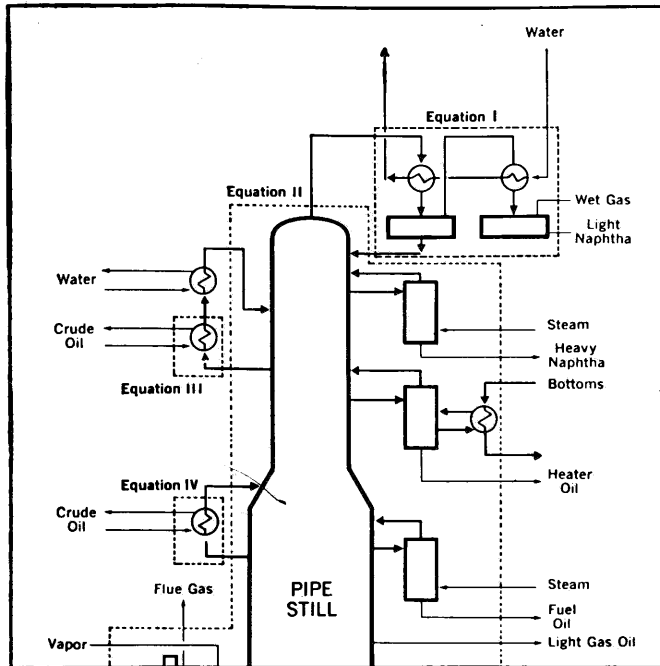 Water
Equation I
Equation II
Wet Gas
Light
Naphtha
Water
Crude
Oil
Steam
Heavy
Naphtha
Equation III
Bottoms
Equation IV
Heater
Oil
Crude
Oil
Flue Gas
PIPE
STILL
Steam
Fuel
Oil
Vapor
Light Gas Oil